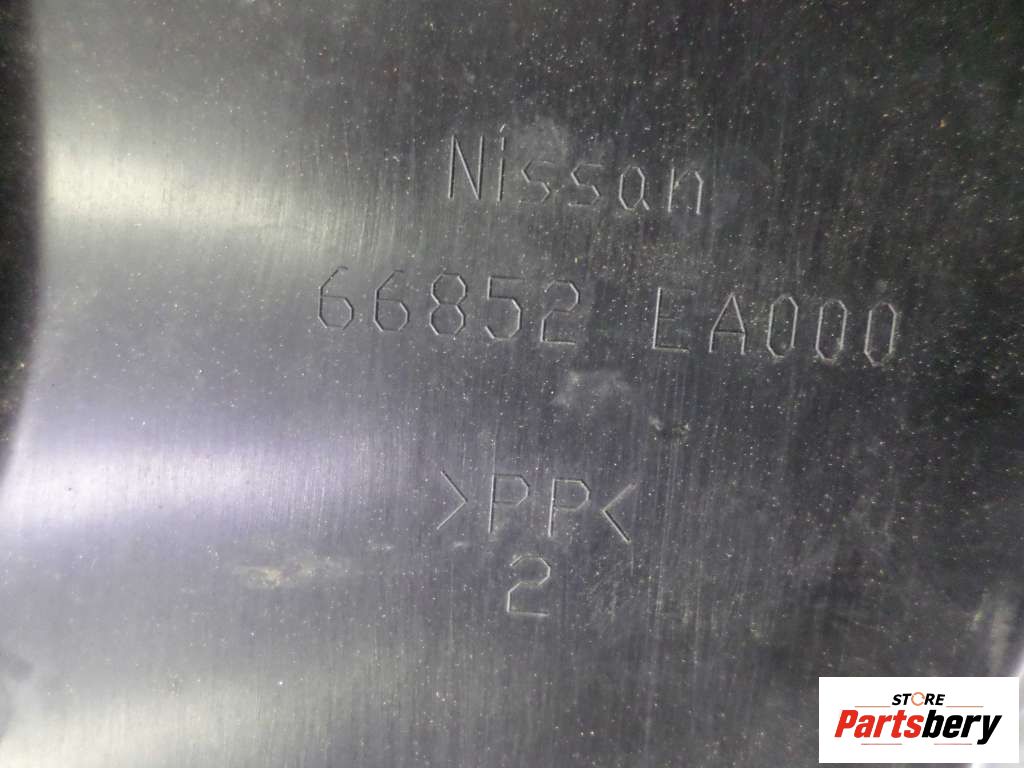 Nissan
66852 EA000
>PP<
2
STORE
Partsbery